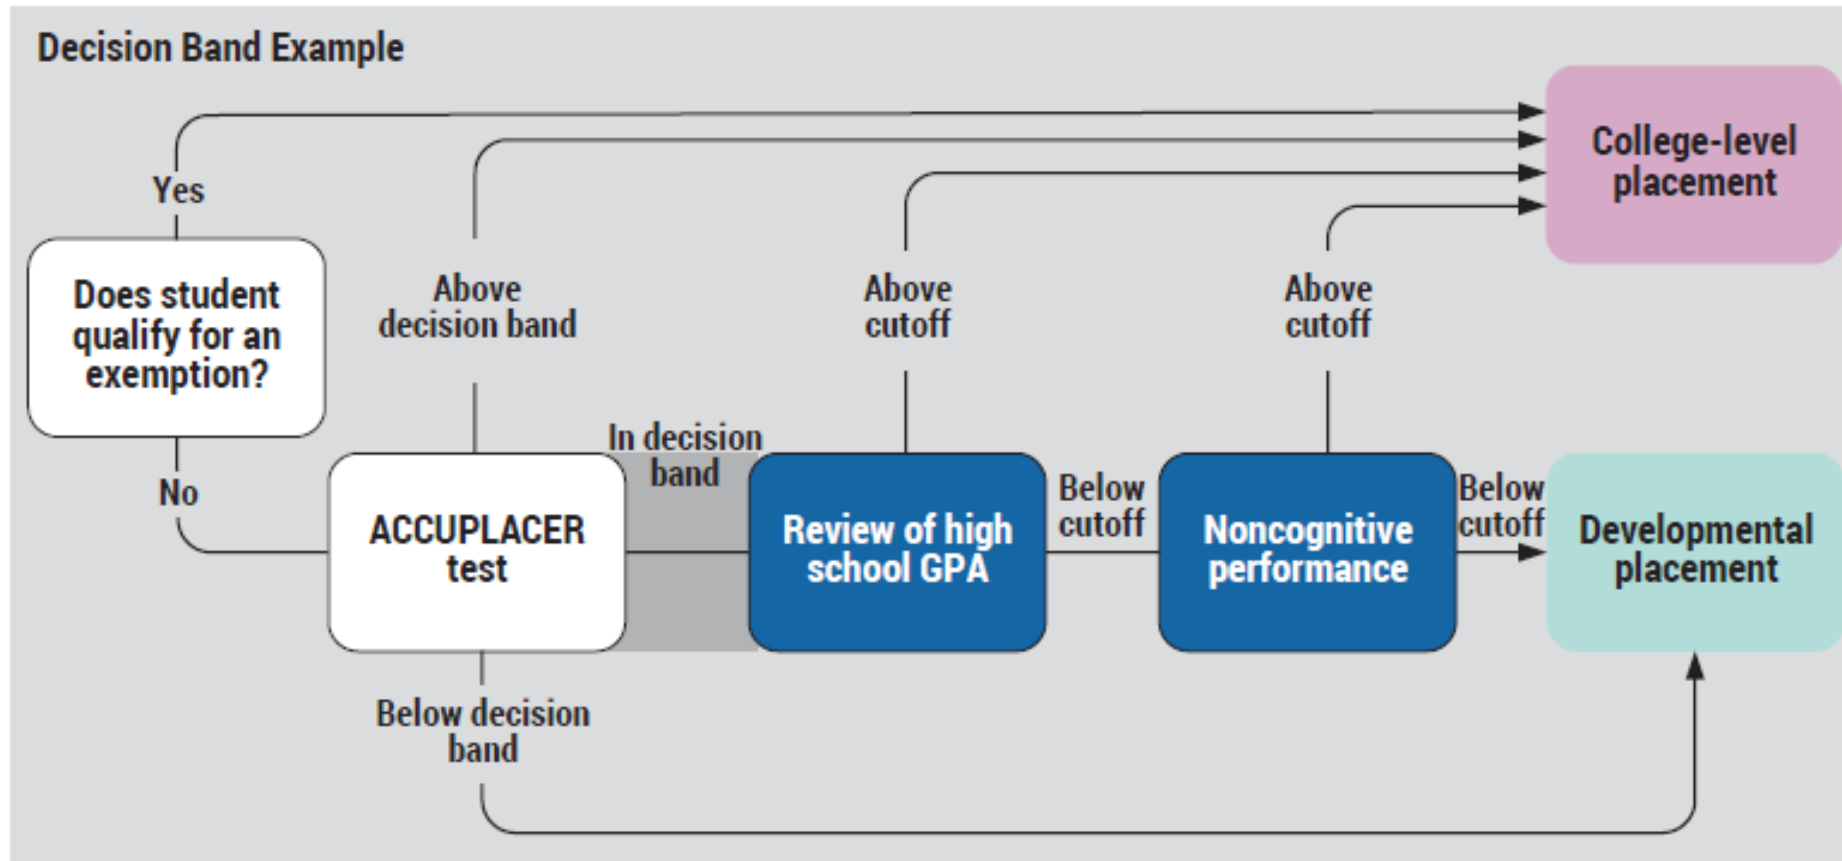 Decision Band Example
College-level
placement
Yes
Does student
qualify for an
exemption?
Above
decision band
Above
cutoff
Above
cutoff
No
ACCUPLACER
test
In decision
band
Review of high
school GPA
Below
cutoff
Noncognitive
performance
Below
cutoff
Developmental
placement
Below decision
band